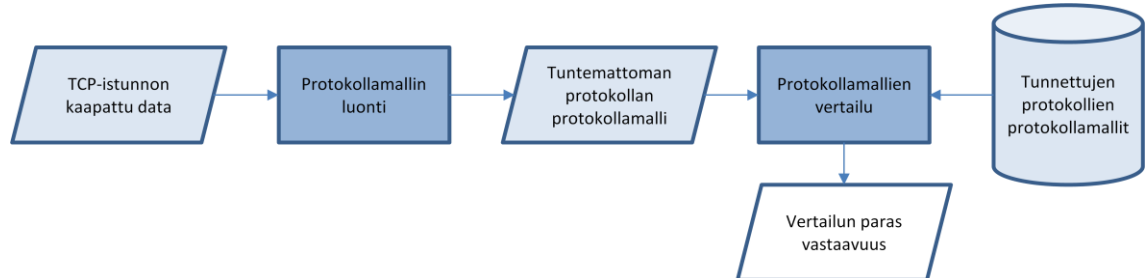 TCP-istunnon
kaapattu data
Protokollamallin
luonti
Tuntemattoman
protokollan
protokollamalli
Protokollamallien
vertailu
Tunnettujen
protokollien
protokollamallit
Vertailun paras
vastaavuus